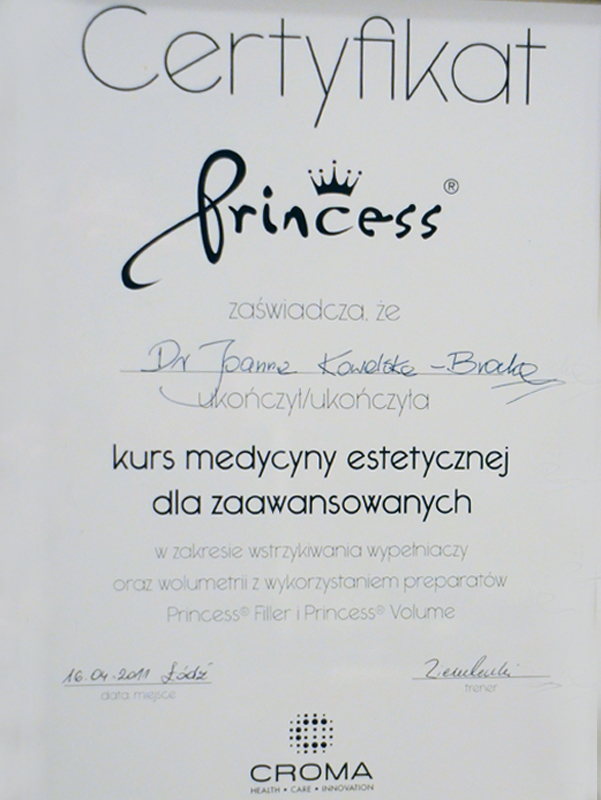 Certyfikat
Princess®
zaświadcza, że
Dr Joanna Kowalska-
ukończył/ukończyła
kurs medycyny estetycznej
dla zaawansowanych
w zakresie wstrzykiwania wypełniaczy
oraz wolumetrii z wykorzystaniem preparatów
Princess® Filler i Princess® Volume
16.04.2011 Łódź
data miejsce
trener
CROMA
HEALTH • CARE • INNOVATION